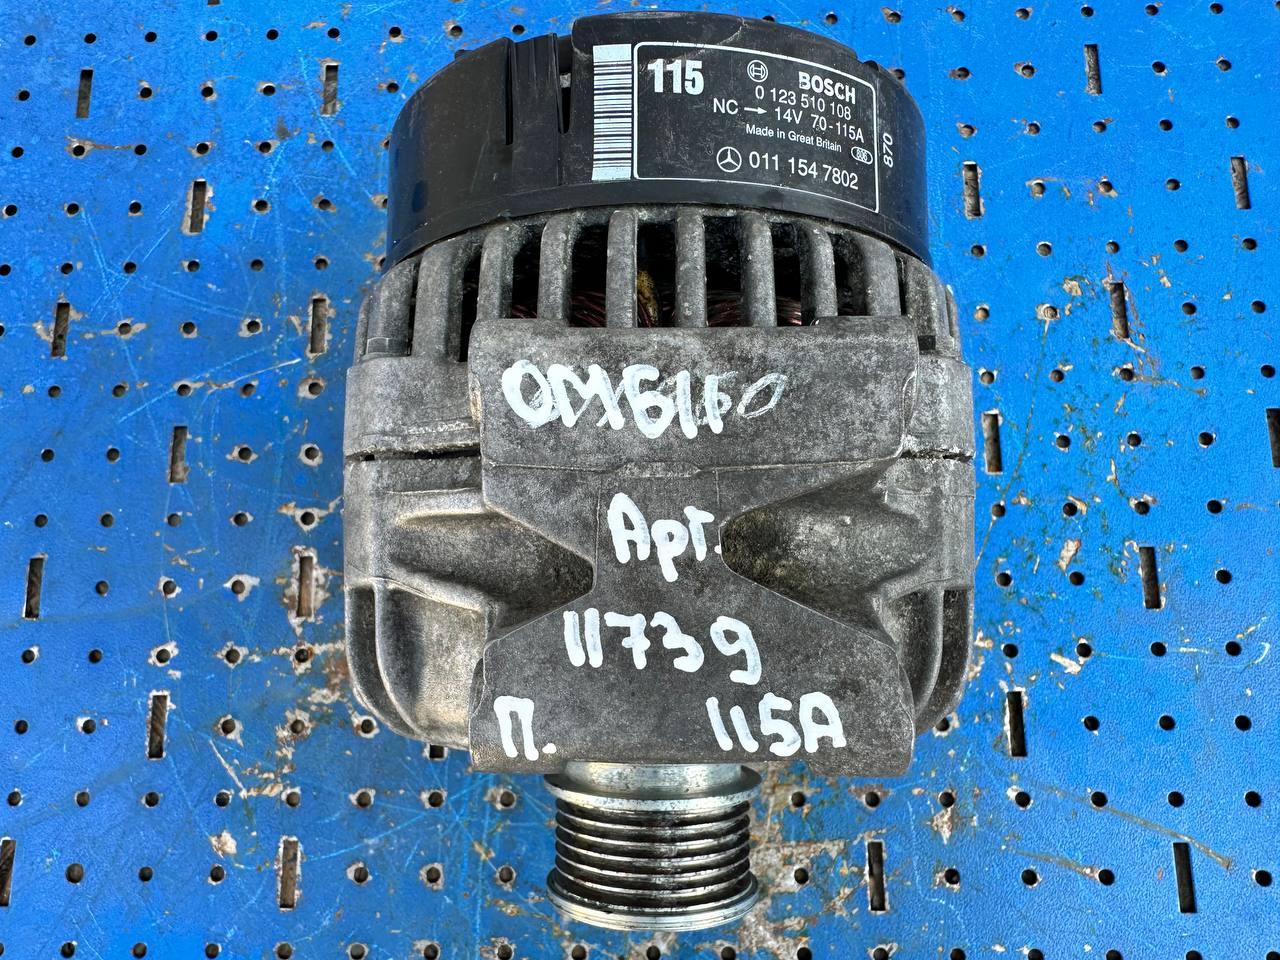 115
BOSCH
0 123 510 108
NC → 14V 70-115A
Made in Great Britain 806
870
011 154 7802
Арт.
11739
П. 115А